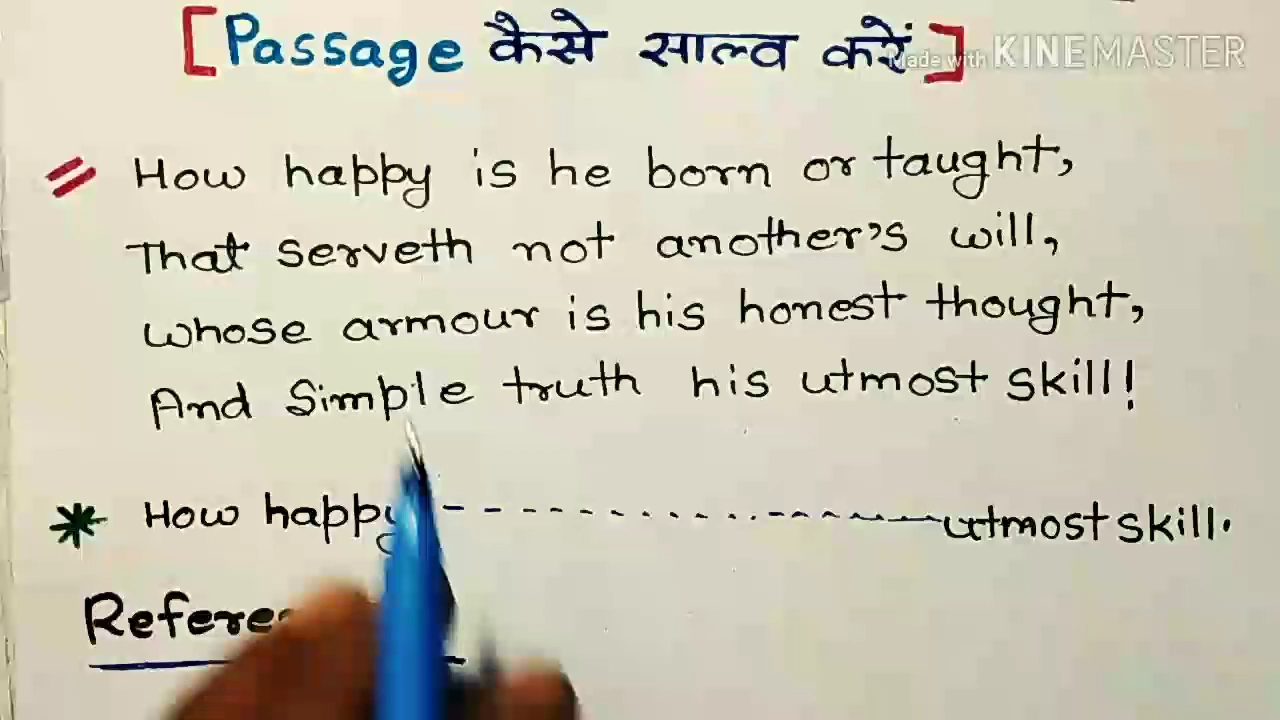 [Passage कैसे साल्व करें]
Made with KINEMASTER
How happy is he born or taught,
That serveth not another's will,
whose armour is his honest thought,
And Simple truth his utmost skill!
* How happy - - - - - - - - - - - - utmost skill.